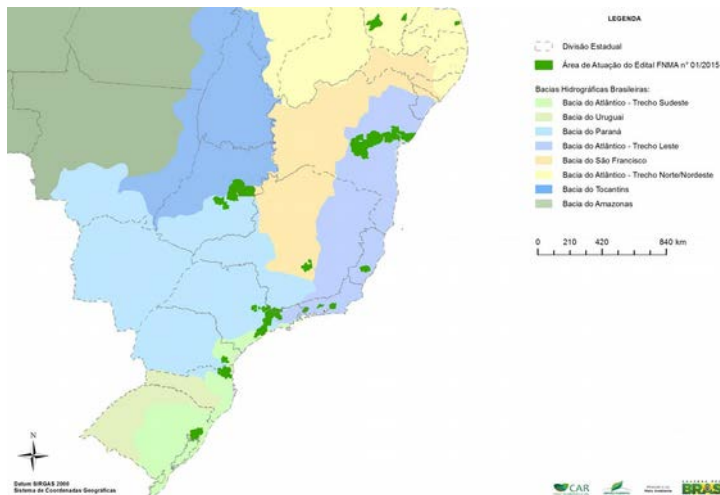 LEGENDA
Divisão Estadual
Área de Atuação do Edital FNMA n° 01/2015
Bacias Hidrográficas Brasileiras:
Bacia do Atlântico - Trecho Sudeste
Bacia do Uruguai
Bacia do Paraná
Bacia do Atlântico - Trecho Leste
Bacia do São Francisco
Bacia do Atlântico - Trecho Norte/Nordeste
Bacia do Tocantins
Bacia do Amazonas
0 210 420 840 km
N
Datum SIRGAS 2000
Sistema de Coordenadas Geográficas
CAR
BRAS